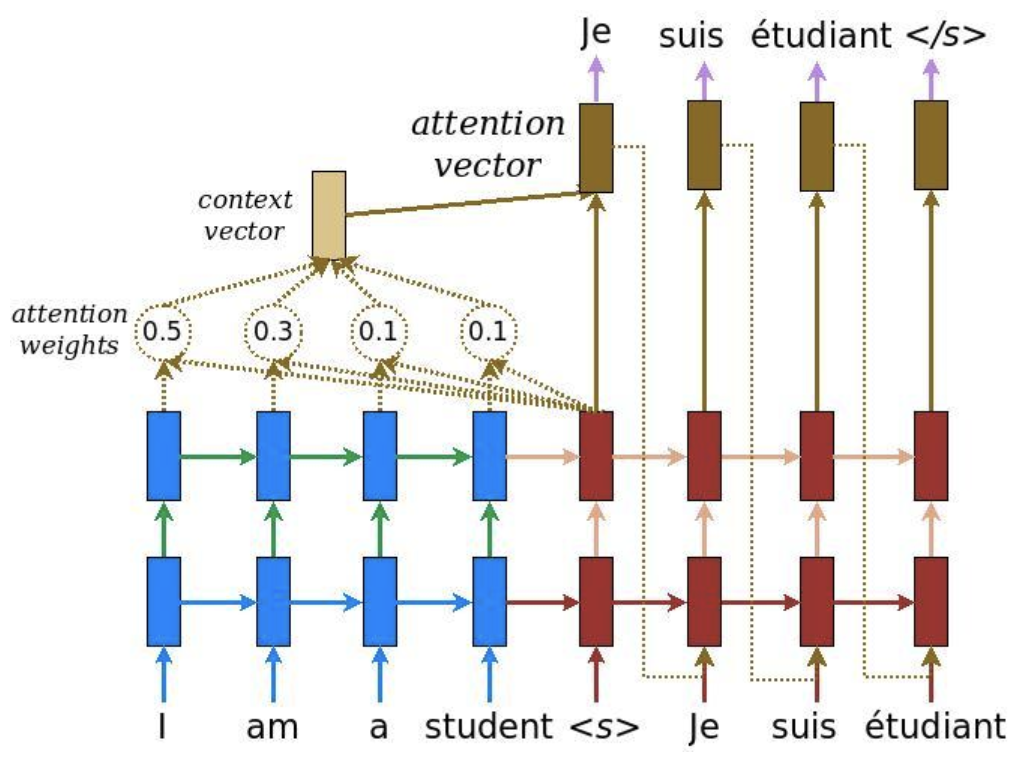 Je suis étudiant </s>
attention
vector
context
vector
attention
weights
0.5 0.3 0.1 0.1
I am a student <s> Je suis étudiant